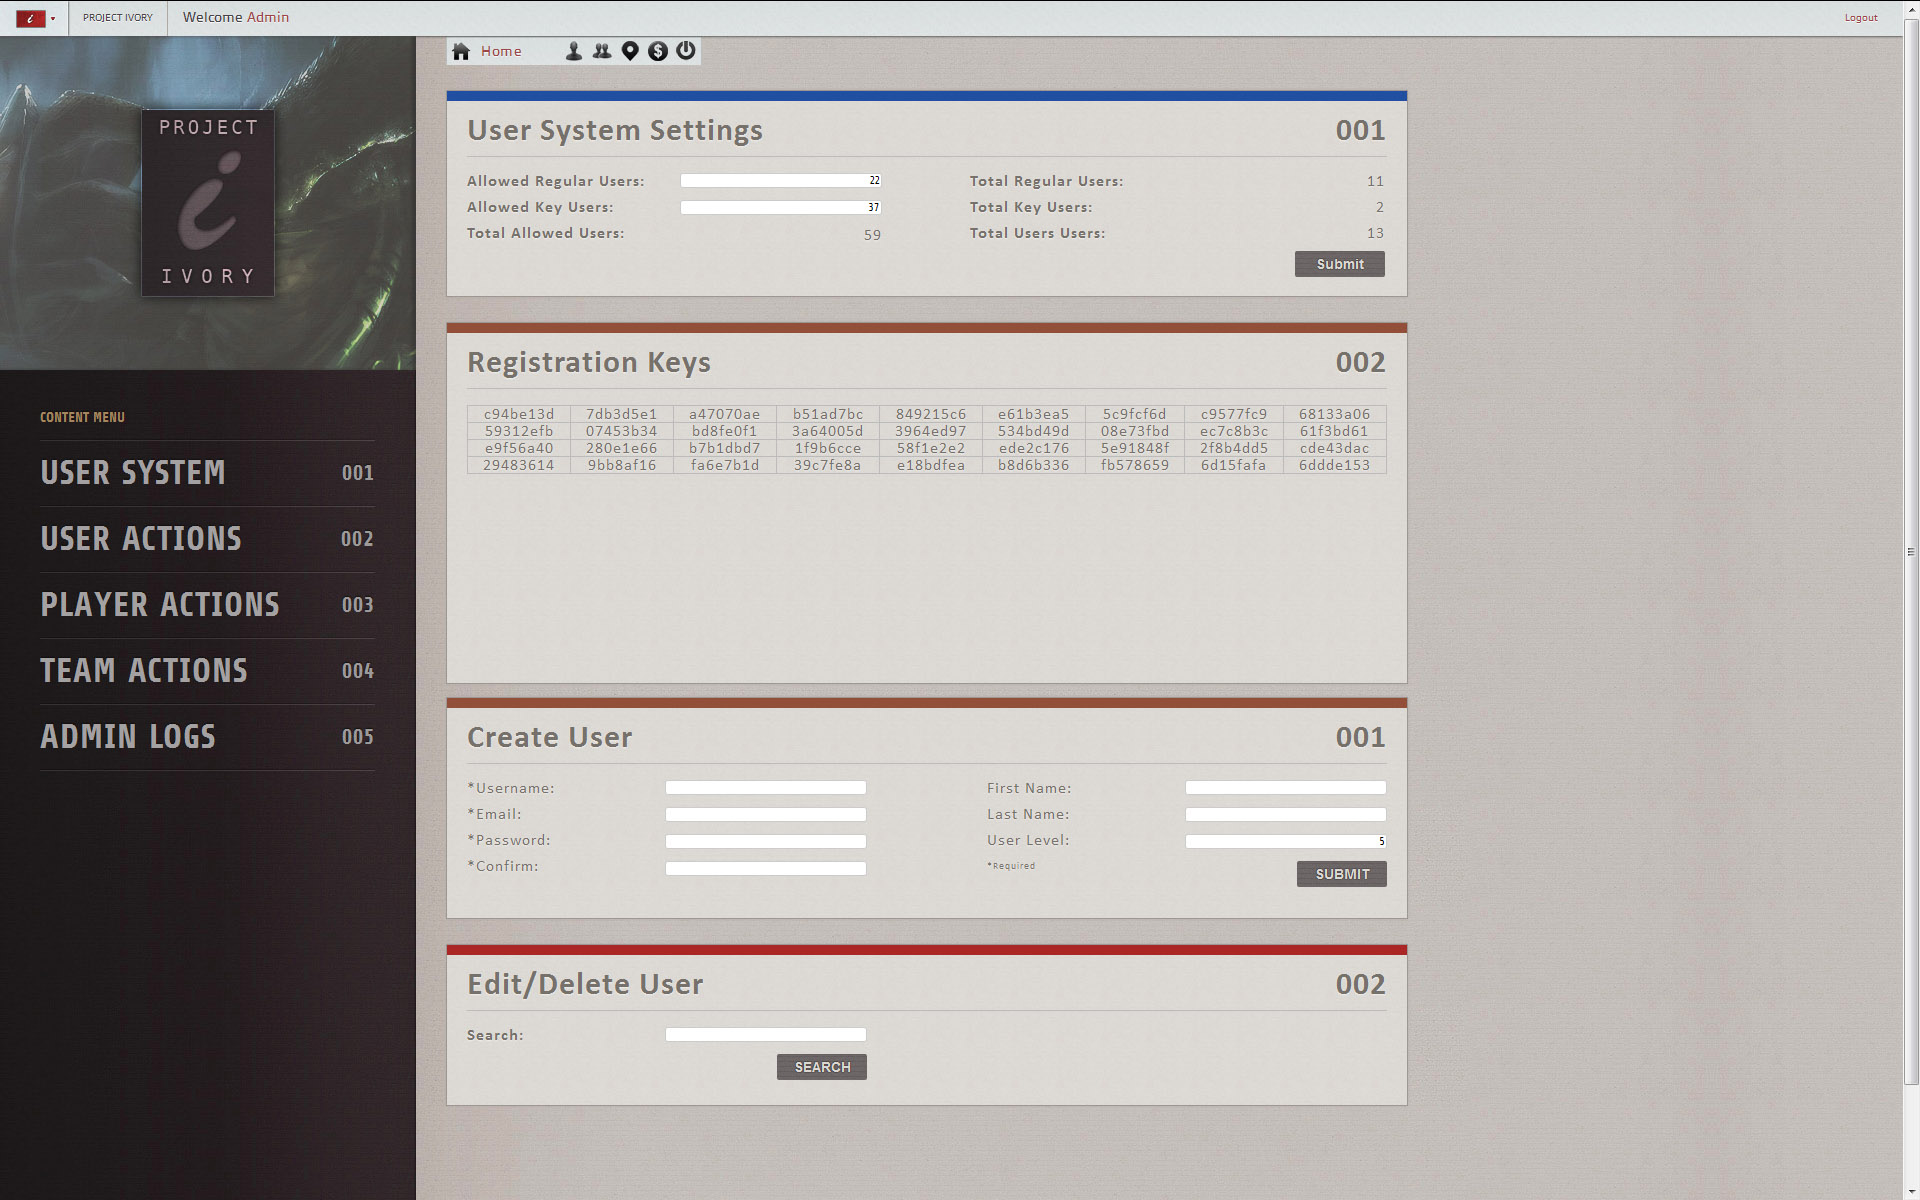 i PROJECT IVORY Welcome Admin Logout
Home
PROJECT
i
IVORY
CONTENT MENU
USER SYSTEM 001
USER ACTIONS 002
PLAYER ACTIONS 003
TEAM ACTIONS 004
ADMIN LOGS 005
User System Settings 001
Allowed Regular Users: 22 Total Regular Users: 11
Allowed Key Users: 37 Total Key Users: 2
Total Allowed Users: 59 Total Users Users: 13
Submit
Registration Keys 002
c94be13d 7db3d5e1 a47070ae b51ad7bc 849215c6 e61b3ea5 5c9fcf6d c9577fc9 68133a06
59312efb 07453b34 bd8fe0f1 3a64005d 3964ed97 534bd49d 08e73fbd ec7c8b3c 61f3bd61
e9f56a40 280e1e66 b7b1dbd7 1f9b6cce 58f1e2e2 ede2c176 5e91848f 2f8b4dd5 cde43dac
29483614 9bb8af16 fa6e7b1d 39c7fe8a e18bdfea b8d6b336 fb578659 6d15fafa 6ddde153
Create User 001
*Username: First Name:
*Email: Last Name:
*Password: User Level: 5
*Confirm: *Required SUBMIT
Edit/Delete User 002
Search:
SEARCH